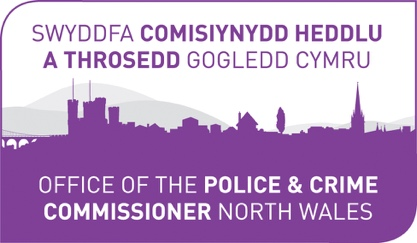 SWYDDFA COMISIYNYDD HEDDLU
A THROSEDD GOGLEDD CYMRU
OFFICE OF THE POLICE & CRIME
COMMISSIONER NORTH WALES